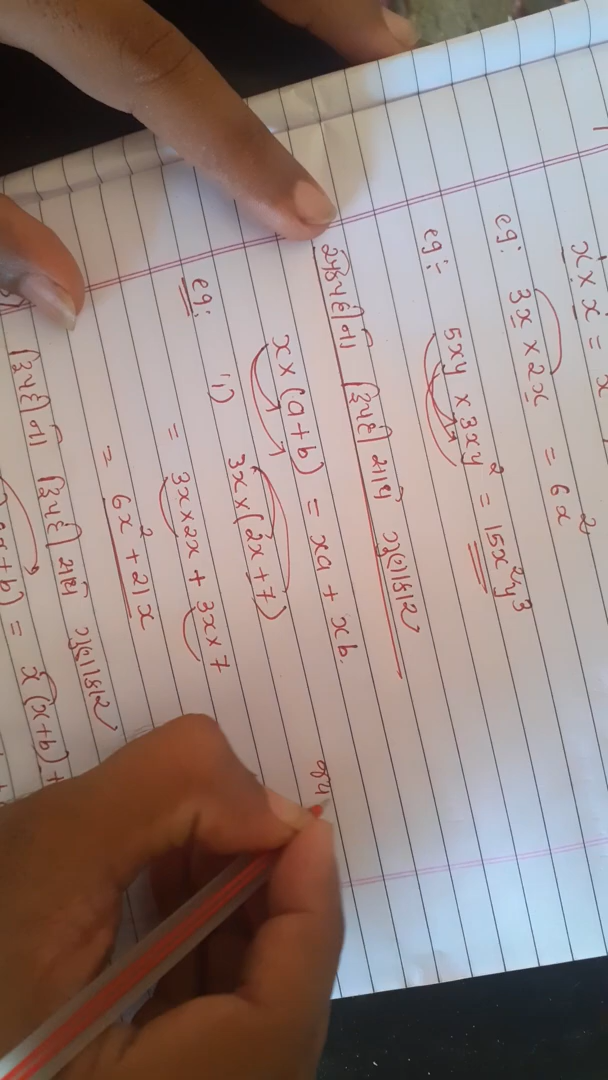 x × x = x
eg: 3x × 2x = 6x²
eg:- 5xy × 3xy² = 15x²y³
એકપદીનો દ્વિપદી સાથે ગુણાકાર
x × (a + b) = xa + xb.
eg: 1) 3x × (2x + 7)
= 3x × 2x + 3x × 7
= 6x² + 21x
દ્વિપદીનો દ્વિપદી સાથે ગુણાકાર
x + b) = x (x + b) +